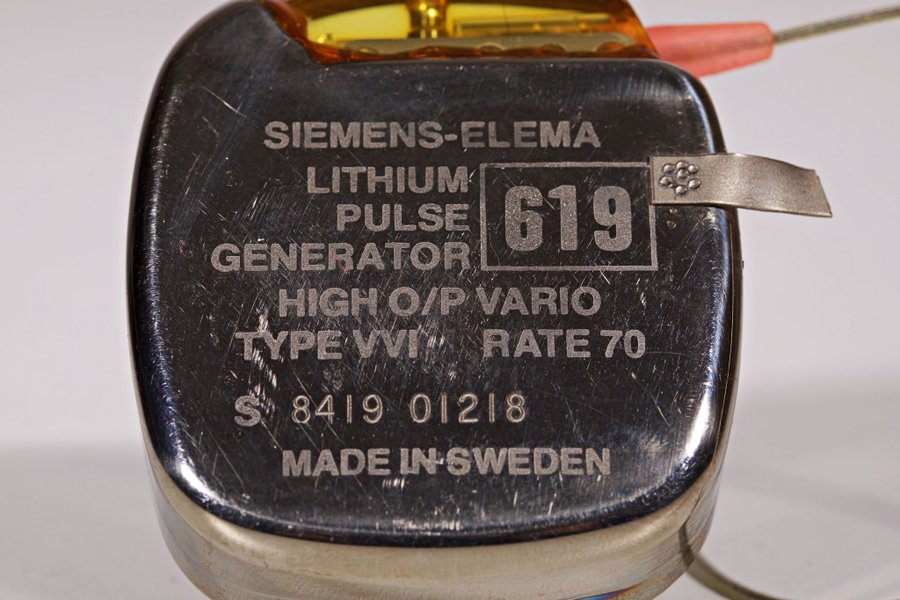 SIEMENS-ELEMA
LITHIUM
PULSE
GENERATOR
619
HIGH O/P VARIO
TYPE VVI RATE 70
S 8419 01218
MADE IN SWEDEN